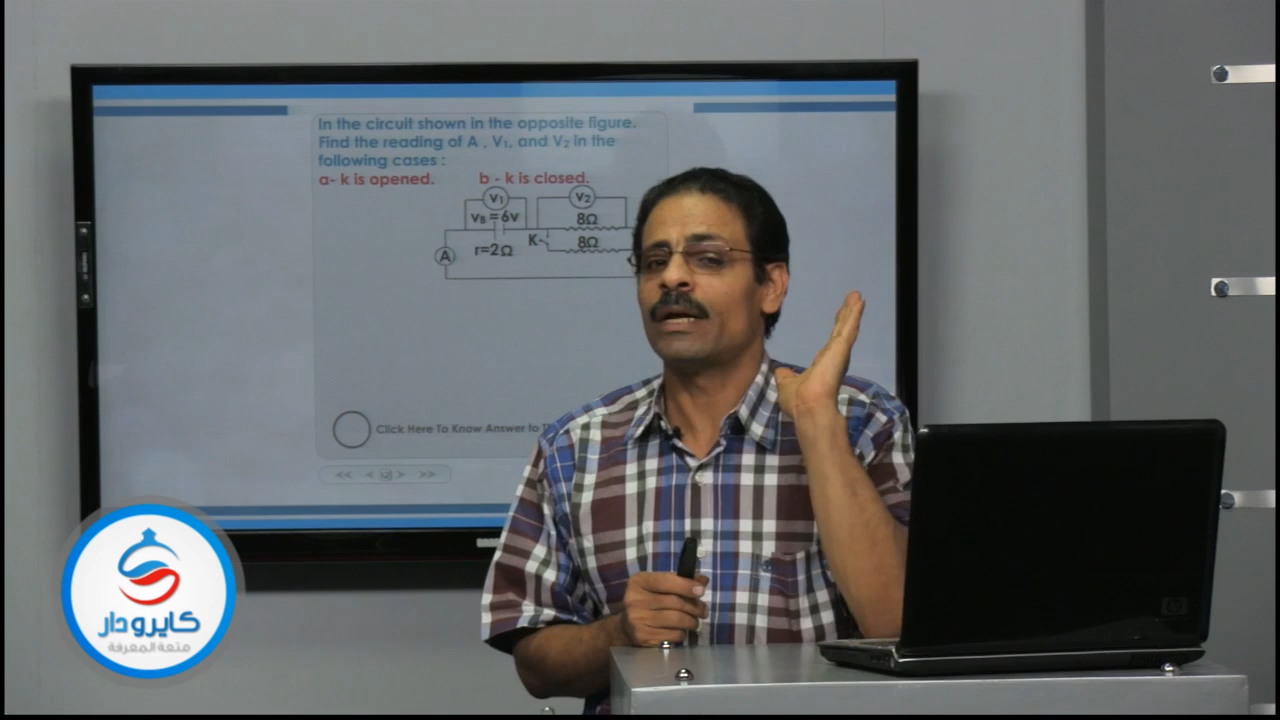 In the circuit shown in the opposite figure.
Find the reading of A , V₁, and V₂ in the
following cases :
a- k is opened. b - k is closed.
V₁ V₂
V_B = 6v 8Ω
K 8Ω
A r=2Ω
Click Here To Know Answer to
<< < > >>
كايرودار
متعة المعرفة